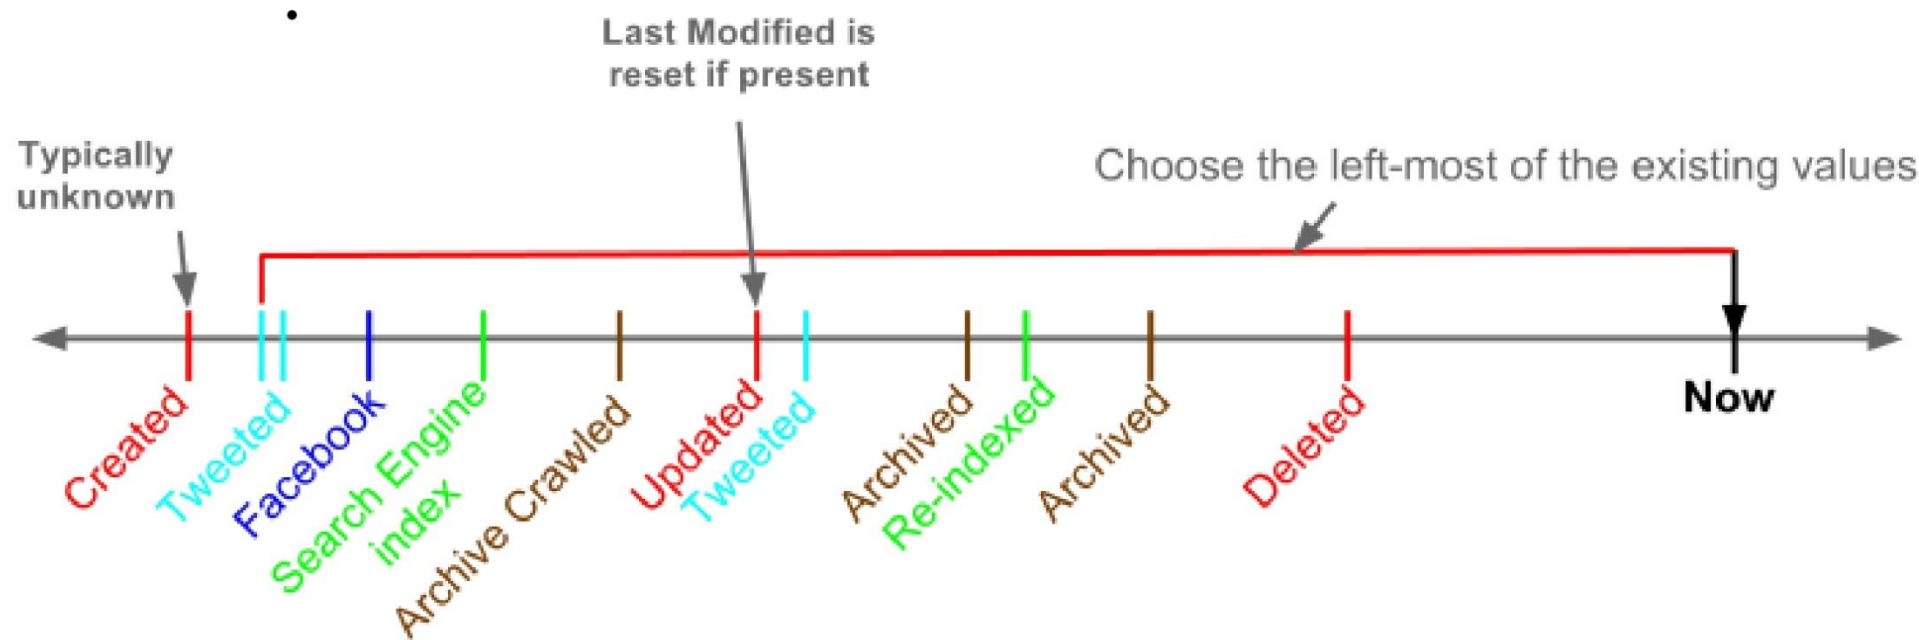 Last Modified is
reset if present
Typically
unknown
Choose the left-most of the existing values
Created
Tweeted
Facebook
Search Engine
index
Archive Crawled
Updated
Tweeted
Archived
Re-indexed
Archived
Deleted
Now